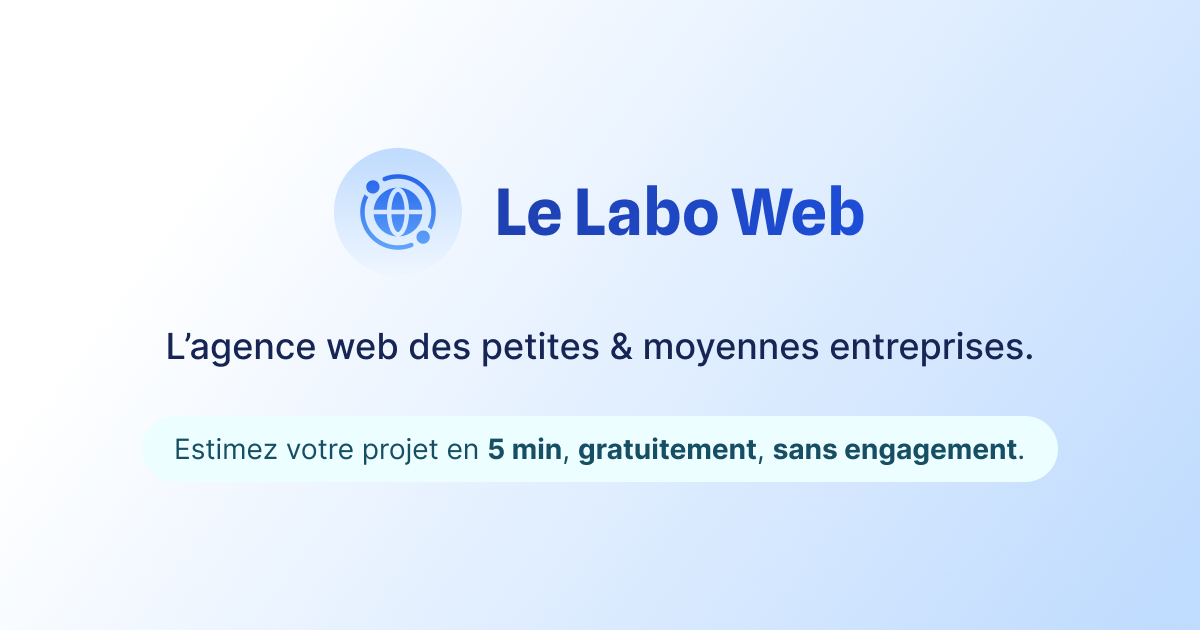 Le Labo Web
L’agence web des petites & moyennes entreprises.
Estimez votre projet en 5 min, gratuitement, sans engagement.